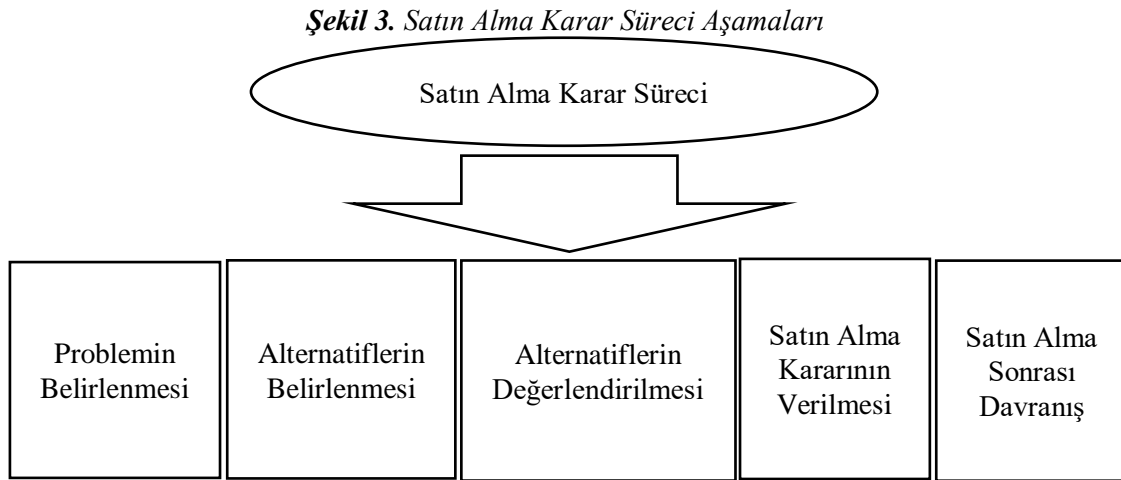 Şekil 3. Satın Alma Karar Süreci Aşamaları
Satın Alma Karar Süreci
Problemin
Belirlenmesi
Alternatiflerin
Belirlenmesi
Alternatiflerin
Değerlendirilmesi
Satın Alma
Kararının
Verilmesi
Satın Alma
Sonrası
Davranış